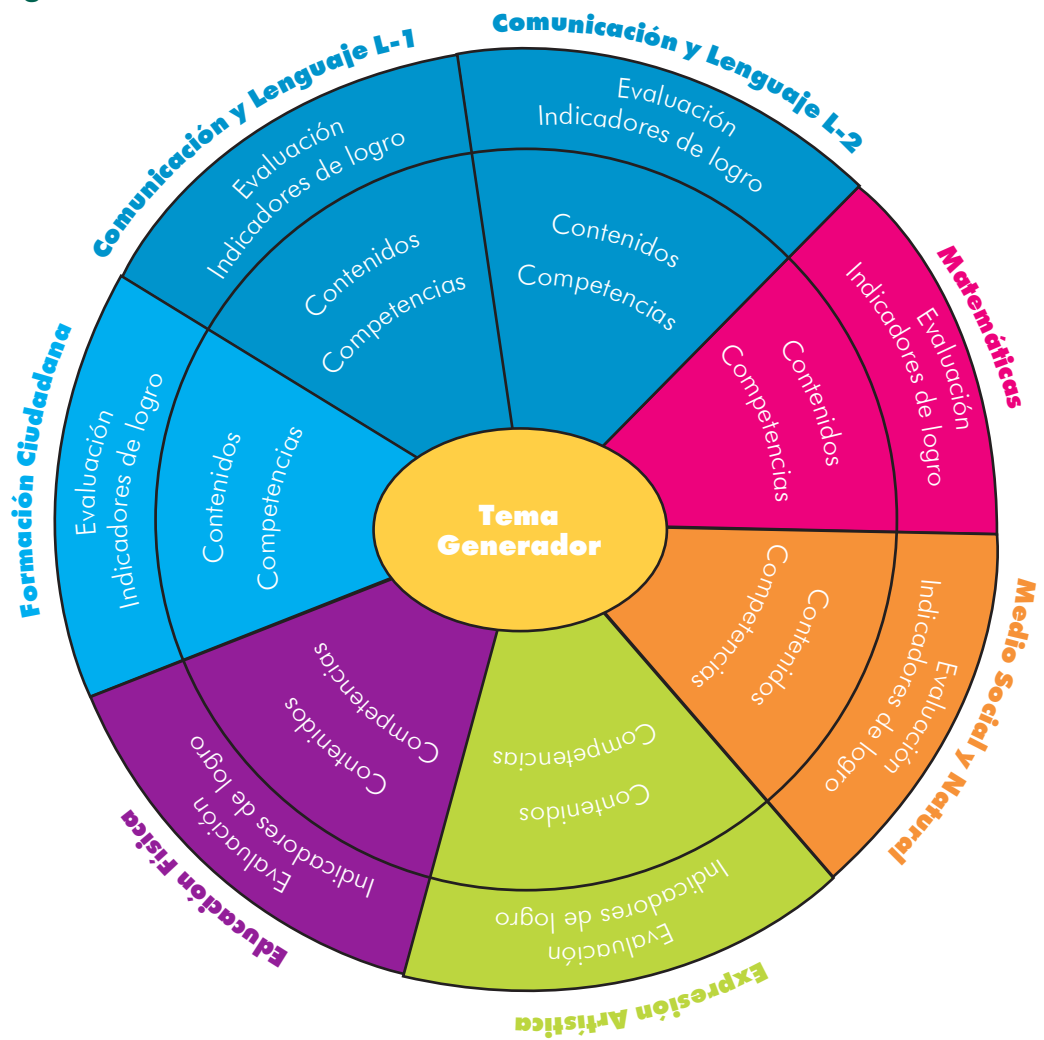 Comunicación y Lenguaje L-1
Evaluación
Indicadores de logro
Contenidos
Competencias
Comunicación y Lenguaje L-2
Evaluación
Indicadores de logro
Contenidos
Competencias
Matemáticas
Evaluación
Indicadores de logro
Contenidos
Competencias
Medio Social y Natural
Evaluación
Indicadores de logro
Contenidos
Competencias
Expresión Artística
Evaluación
Indicadores de logro
Contenidos
Competencias
Educación Física
Evaluación
Indicadores de logro
Contenidos
Competencias
Formación Ciudadana
Evaluación
Indicadores de logro
Contenidos
Competencias
Tema
Generador